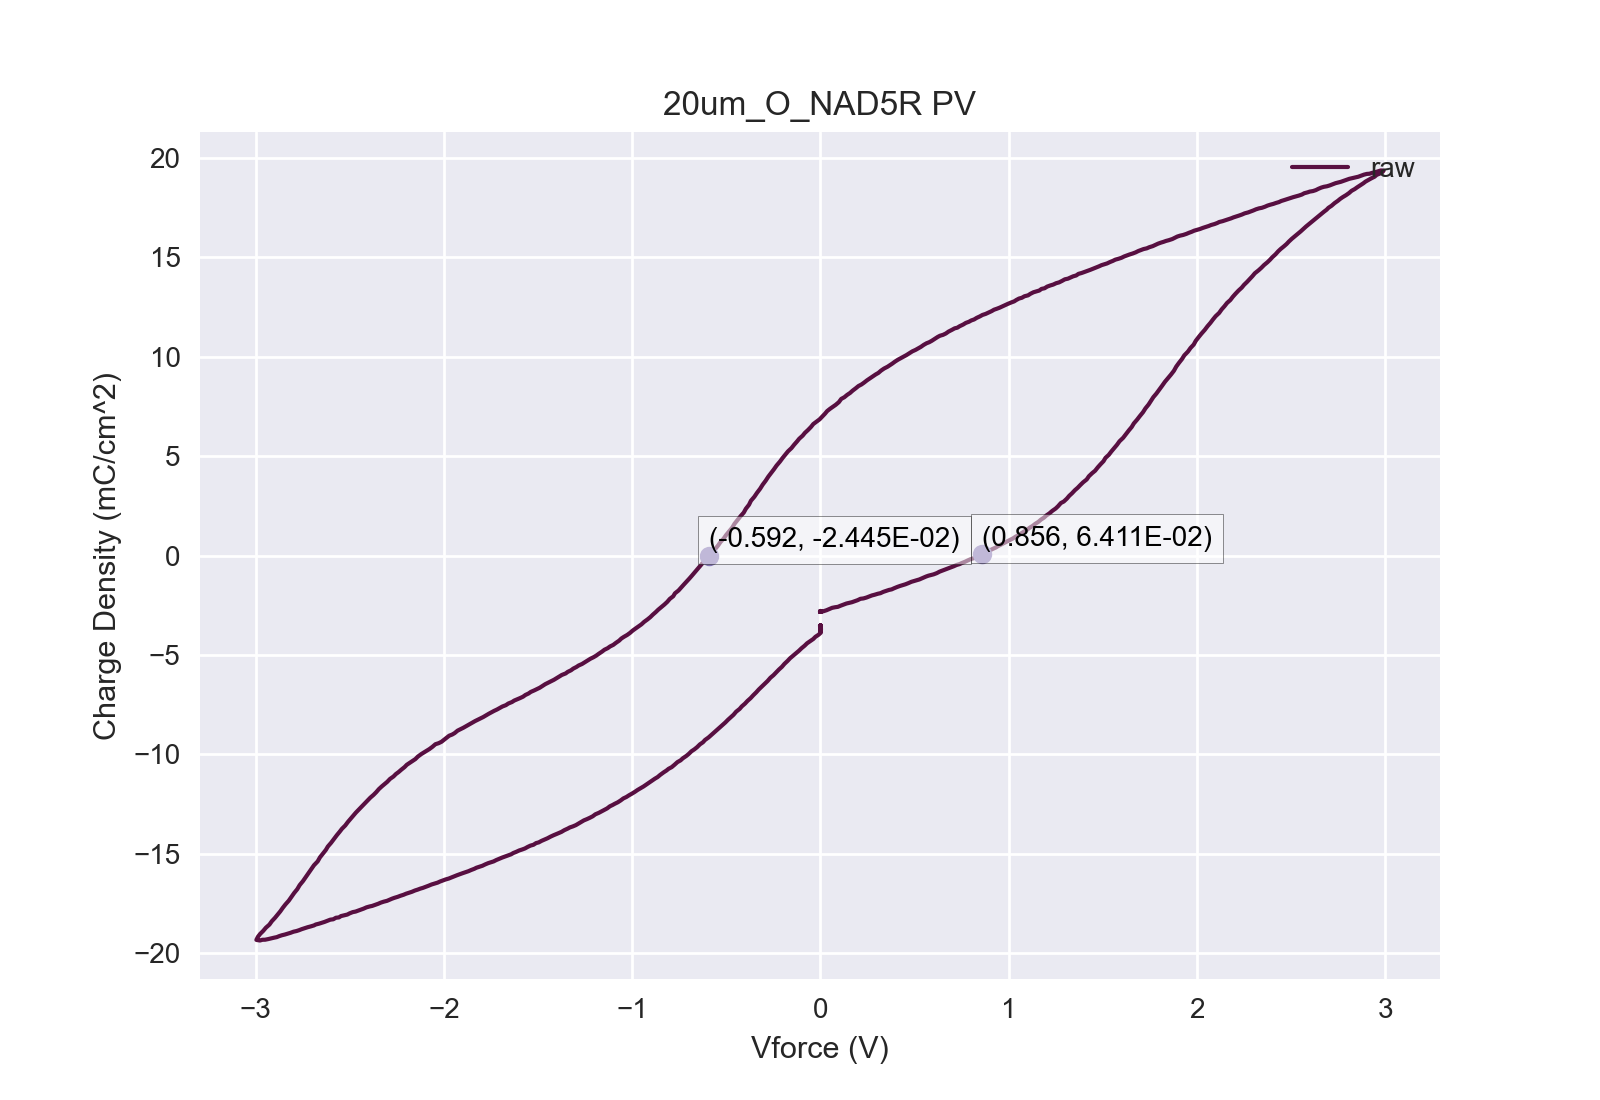 20um_O_NAD5R PV
raw
20
15
10
5
0
−5
−10
−15
−20
Charge Density (mC/cm^2)
(-0.592, -2.445E-02)
(0.856, 6.411E-02)
−3
−2
−1
0
1
2
3
Vforce (V)